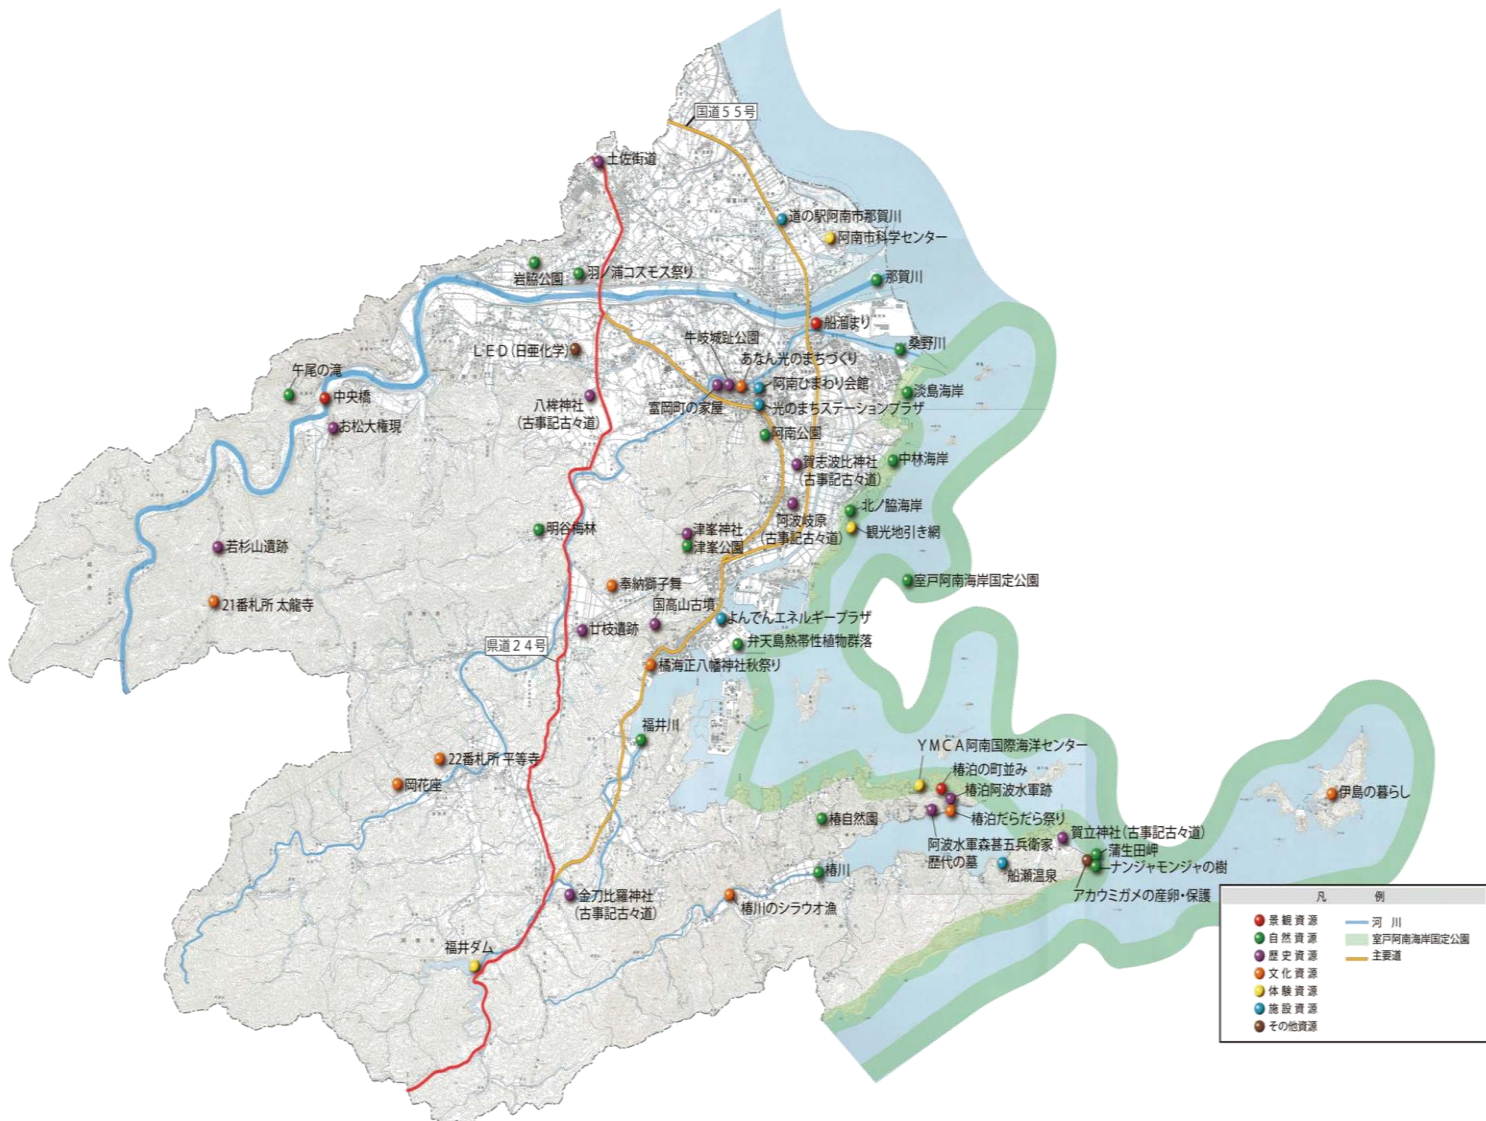 国道55号
土佐街道
道の駅阿南市那賀川
阿南市科学センター
岩脇公園
羽ノ浦コスモス祭り
那賀川
船溜まり
桑野川
牛岐城趾公園
LED(日亜化学)
あなん光のまちづくり
午尾の滝
中央橋
お松大権現
八桙神社
(古事記古々道)
富岡町の家屋
阿南ひまわり会館
光のまちステーションプラザ
淡島海岸
阿南公園
賀志波比神社
(古事記古々道)
中林海岸
北ノ脇海岸
観光地引き網
阿波岐原
(古事記古々道)
明谷梅林
津峯神社
津峯公園
若杉山遺跡
21番札所 太龍寺
奉納獅子舞
国高山古墳
室戸阿南海岸国定公園
よんでんエネルギープラザ
廿枝遺跡
県道24号
弁天島熱帯性植物群落
橘海正八幡神社秋祭り
福井川
22番札所 平等寺
岡花座
YMCA阿南国際海洋センター
椿泊の町並み
椿泊阿波水軍跡
椿泊だらだら祭り
伊島の暮らし
椿自然園
阿波水軍森甚五兵衛家
歴代の墓
賀立神社(古事記古々道)
蒲生田岬
ナンジャモンジャの樹
船瀬温泉
アカウミガメの産卵・保護
椿川
椿川のシラウオ漁
金刀比羅神社
(古事記古々道)
福井ダム
凡 例
景観資源
自然資源
歴史資源
文化資源
体験資源
施設資源
その他資源
河 川
室戸阿南海岸国定公園
主要道